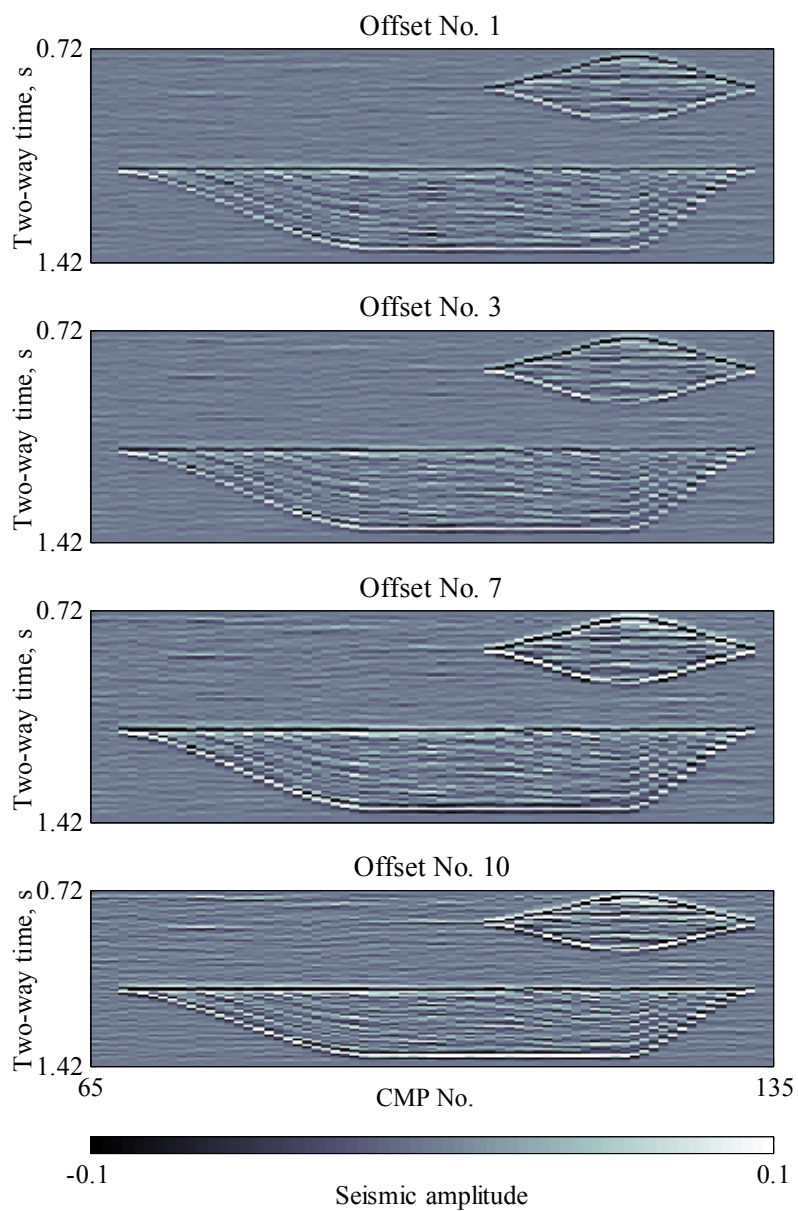 Offset No. 1
0.72
Two-way time, s
1.42
Offset No. 3
0.72
Two-way time, s
1.42
Offset No. 7
0.72
Two-way time, s
1.42
Offset No. 10
0.72
Two-way time, s
1.42
65
CMP No.
135
-0.1
Seismic amplitude
0.1